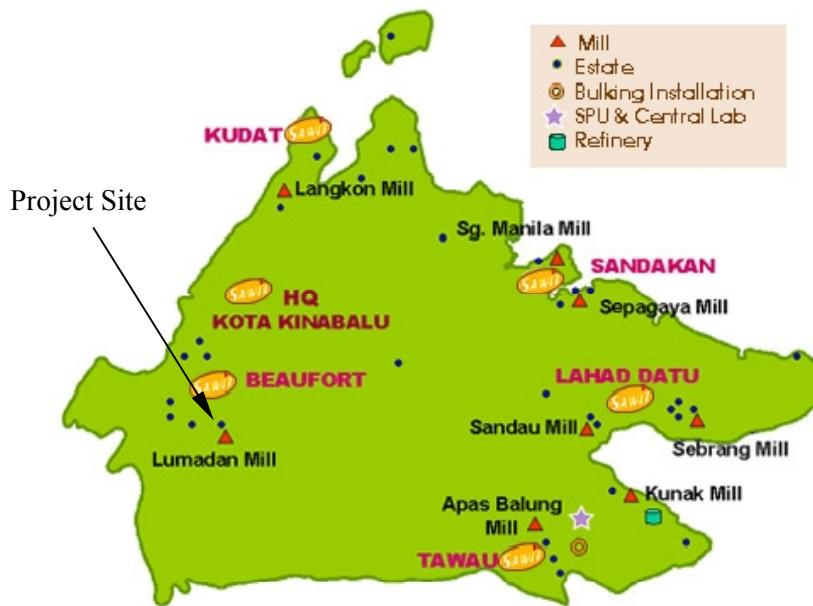 Mill
Estate
Bulking Installation
SPU & Central Lab
Refinery
KUDAT
SAWIT
Langkon Mill
Project Site
Sg. Manila Mill
SANDAKAN
SAWIT
Sepagaya Mill
SAWIT
HQ
KOTA KINABALU
SAWIT
BEAUFORT
LAHAD DATU
SAWIT
Sandau Mill
Sebrang Mill
Lumadan Mill
Kunak Mill
Apas Balung
Mill
TAWAU
SAWIT